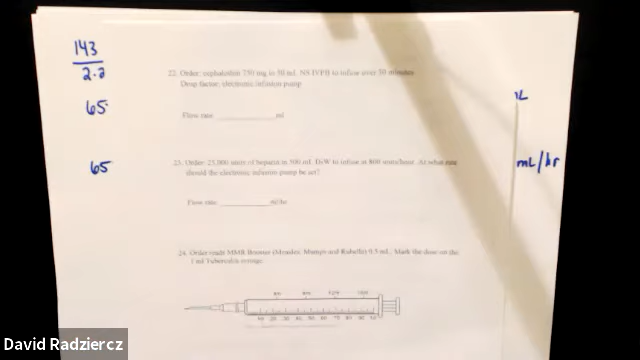 143
2.2
65
65
22. Order: cephalothin 750 mg in 50 mL NS IVPB to infuse over 50 minutes
Drop factor: electronic infusion pump
Flow rate: ml
23. Order: 25,000 units of heparin in 500 mL D5W to infuse at 800 units/hour. At what rate
should the electronic infusion pump be set?
Flow rate: ml/hr
mL/hr
24. Order reads MMR Booster (Measles, Mumps and Rubella) 0.5 mL. Mark the dose on the
1 ml Tuberculin syringe.
David Radziercz